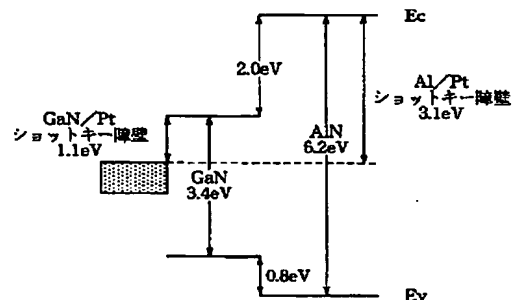 Ec
2.0eV
Al/Pt
ショットキー障壁
3.1eV
GaN/Pt
ショットキー障壁
1.1eV
AlN
6.2eV
GaN
3.4eV
0.8eV
Ev